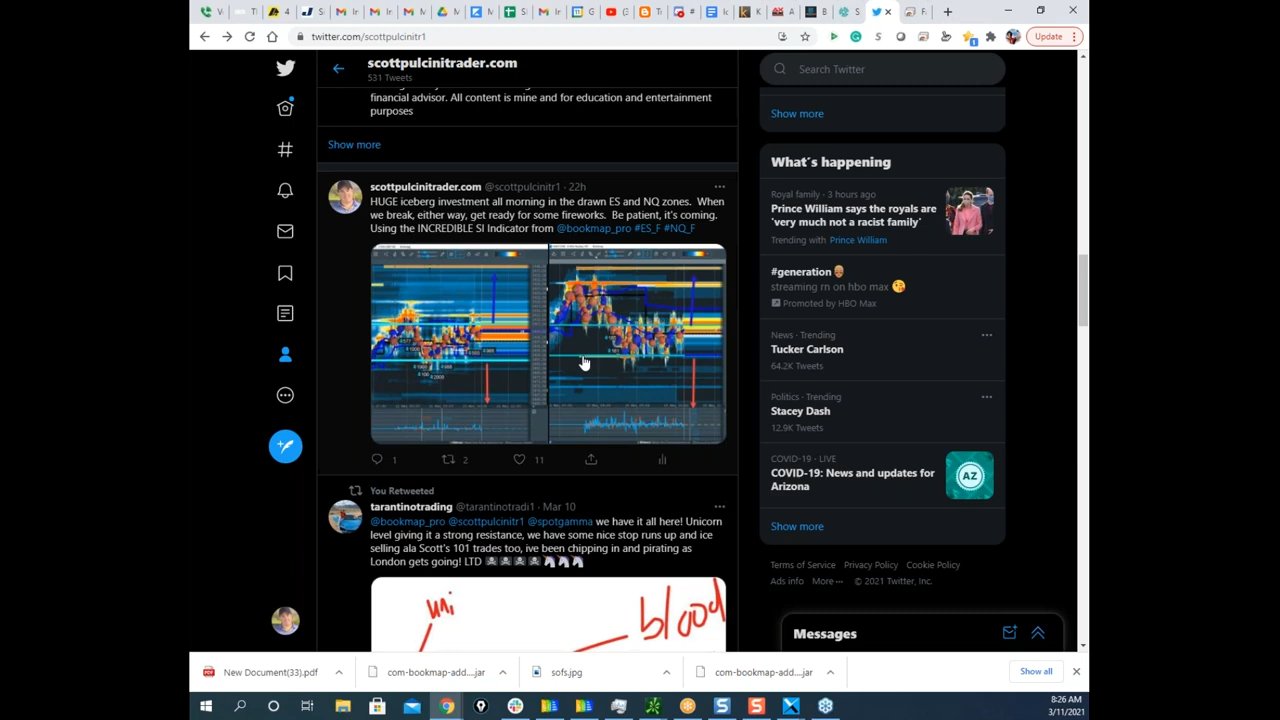 twitter.com/scottpulcinitr1
Update
scottpulcinitrader.com
531 Tweets
financial advisor. All content is mine and for education and entertainment
purposes
Show more
scottpulcinitrader.com @scottpulcinitr1 · 22h
HUGE iceberg investment all morning in the drawn ES and NQ zones. When
we break, either way, get ready for some fireworks. Be patient, it's coming.
Using the INCREDIBLE SI Indicator from @bookmap_pro #ES_F #NQ_F
1
2
11
You Retweeted
tarantinotrading @tarantinotradi1 · Mar 10
@bookmap_pro @scottpulcinitr1 @spotgamma we have it all here! Unicorn
level giving it a strong resistance, we have some nice stop runs up and ice
selling ala Scott's 101 trades too, ive been chipping in and pirating as
London gets going! LTD
blood
Search Twitter
Show more
What's happening
Royal family · 3 hours ago
Prince William says the royals are
'very much not a racist family'
Trending with Prince William
#generation
streaming rn on hbo max
Promoted by HBO Max
News · Trending
Tucker Carlson
64.2K Tweets
Politics · Trending
Stacey Dash
12.9K Tweets
COVID-19 · LIVE
COVID-19: News and updates for
Arizona
AZ
Show more
Terms of Service Privacy Policy Cookie Policy
Ads info More ··· © 2021 Twitter, Inc.
Messages
New Document(33).pdf
com-bookmap-add....jar
sofs.jpg
com-bookmap-add....jar
Show all
8:26 AM
3/11/2021